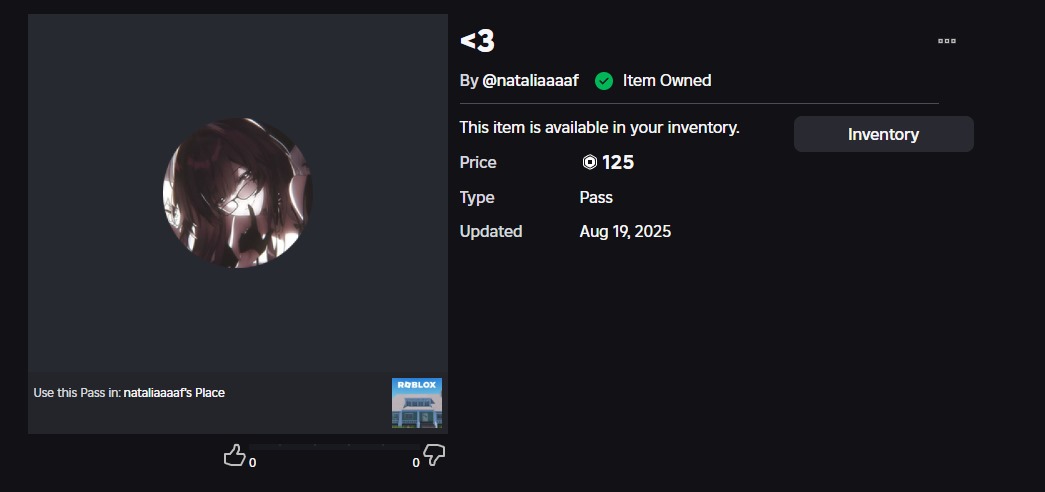 <3
By @nataliaaaaf Item Owned
This item is available in your inventory.
Inventory
Price 125
Type Pass
Updated Aug 19, 2025
Use this Pass in: nataliaaaaf's Place
ROBLOX
0 0